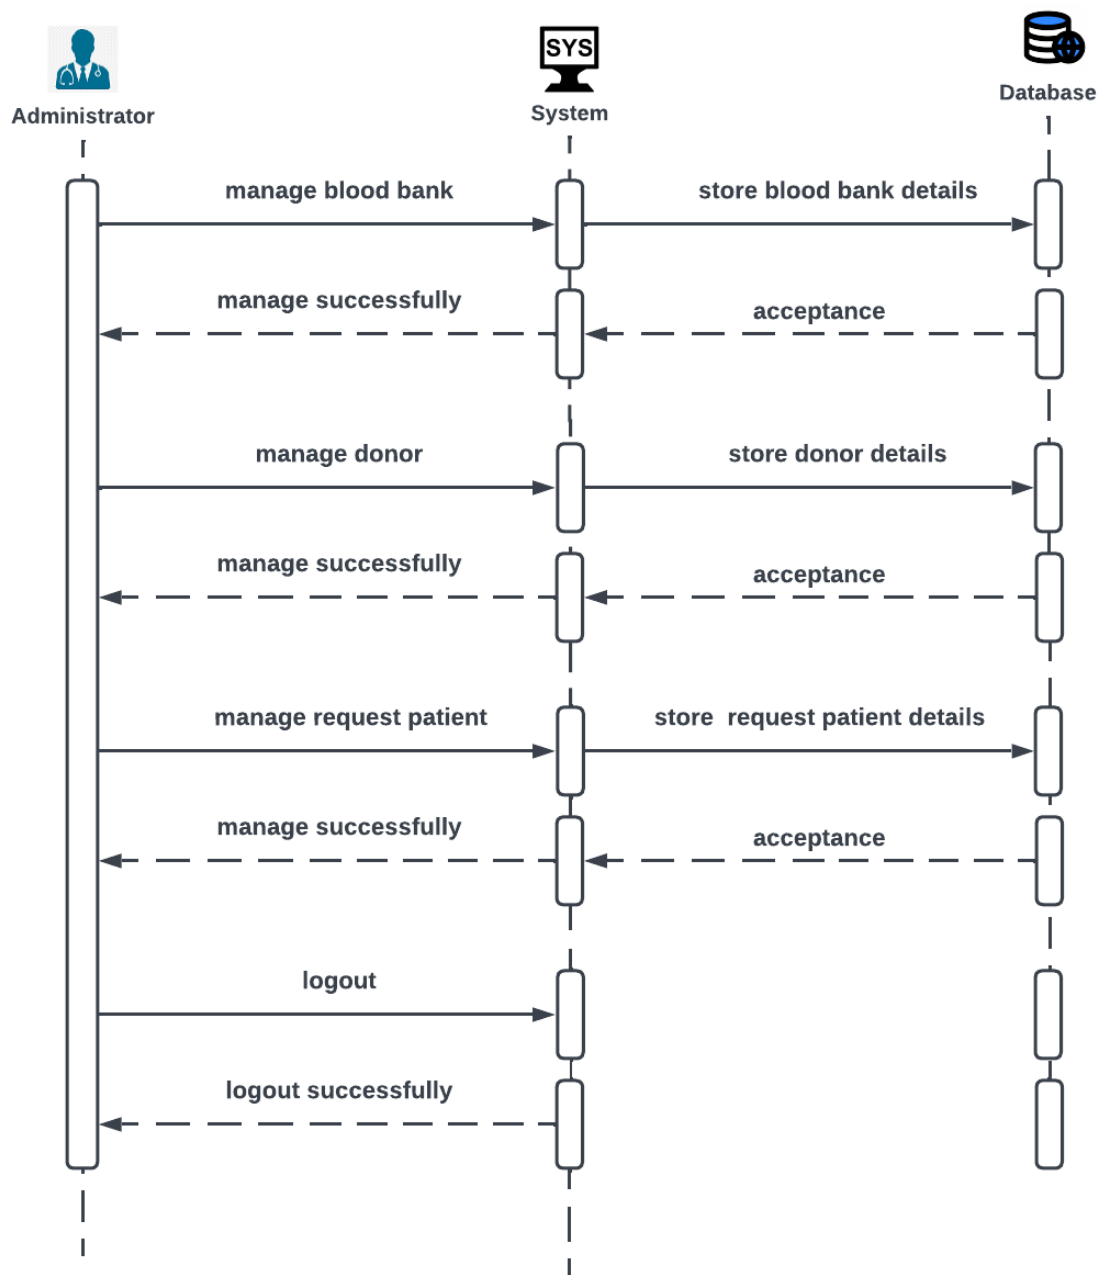 SYS
Administrator
System
Database
manage blood bank
store blood bank details
manage successfully
acceptance
manage donor
store donor details
manage successfully
acceptance
manage request patient
store  request patient details
manage successfully
acceptance
logout
logout successfully